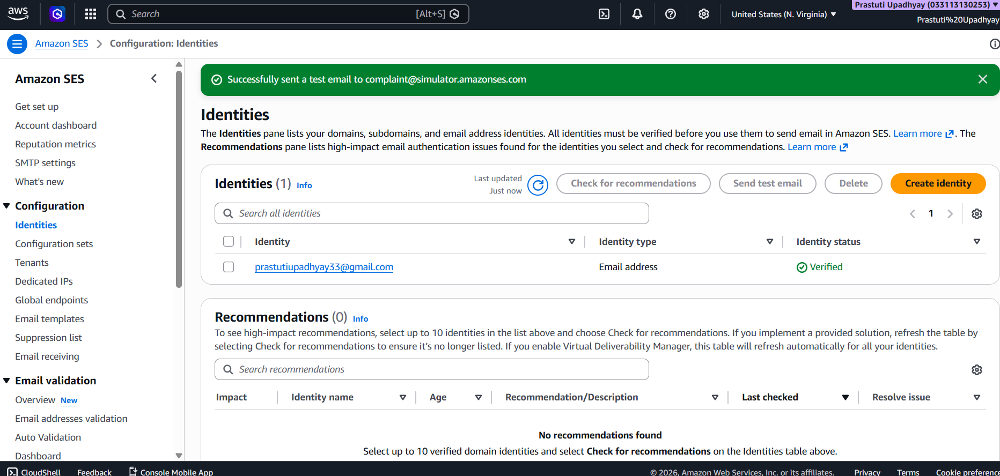 aws
Search
[Alt+S]
United States (N. Virginia)
Prastuti Upadhyay (033113130253)
Prastuti%20Upadhyay
Amazon SES
Configuration: Identities
Amazon SES
Get set up
Account dashboard
Reputation metrics
SMTP settings
What's new
Configuration
Identities
Configuration sets
Tenants
Dedicated IPs
Global endpoints
Email templates
Suppression list
Email receiving
Email validation
Overview New
Email addresses validation
Auto Validation
Dashboard
Successfully sent a test email to complaint@simulator.amazonses.com
Identities
The Identities pane lists your domains, subdomains, and email address identities. All identities must be verified before you use them to send email in Amazon SES. Learn more. The
Recommendations pane lists high-impact email authentication issues found for the identities you select and check for recommendations. Learn more
Identities (1) Info
Last updated
Just now
Check for recommendations
Send test email
Delete
Create identity
Search all identities
1
Identity Identity type Identity status
prastutiupadhyay33@gmail.com Email address Verified
Recommendations (0) Info
To see high-impact recommendations, select up to 10 identities in the list above and choose Check for recommendations. If you implement a provided solution, refresh the table by
selecting Check for recommendations to ensure it's no longer listed. If you enable Virtual Deliverability Manager, this table will refresh automatically for all your identities.
Search recommendations
Impact Identity name Age Recommendation/Description Last checked Resolve issue
No recommendations found
Select up to 10 verified domain identities and select Check for recommendations on the Identities table above.
CloudShell Feedback Console Mobile App © 2026, Amazon Web Services, Inc. or its affiliates. Privacy Terms Cookie preference